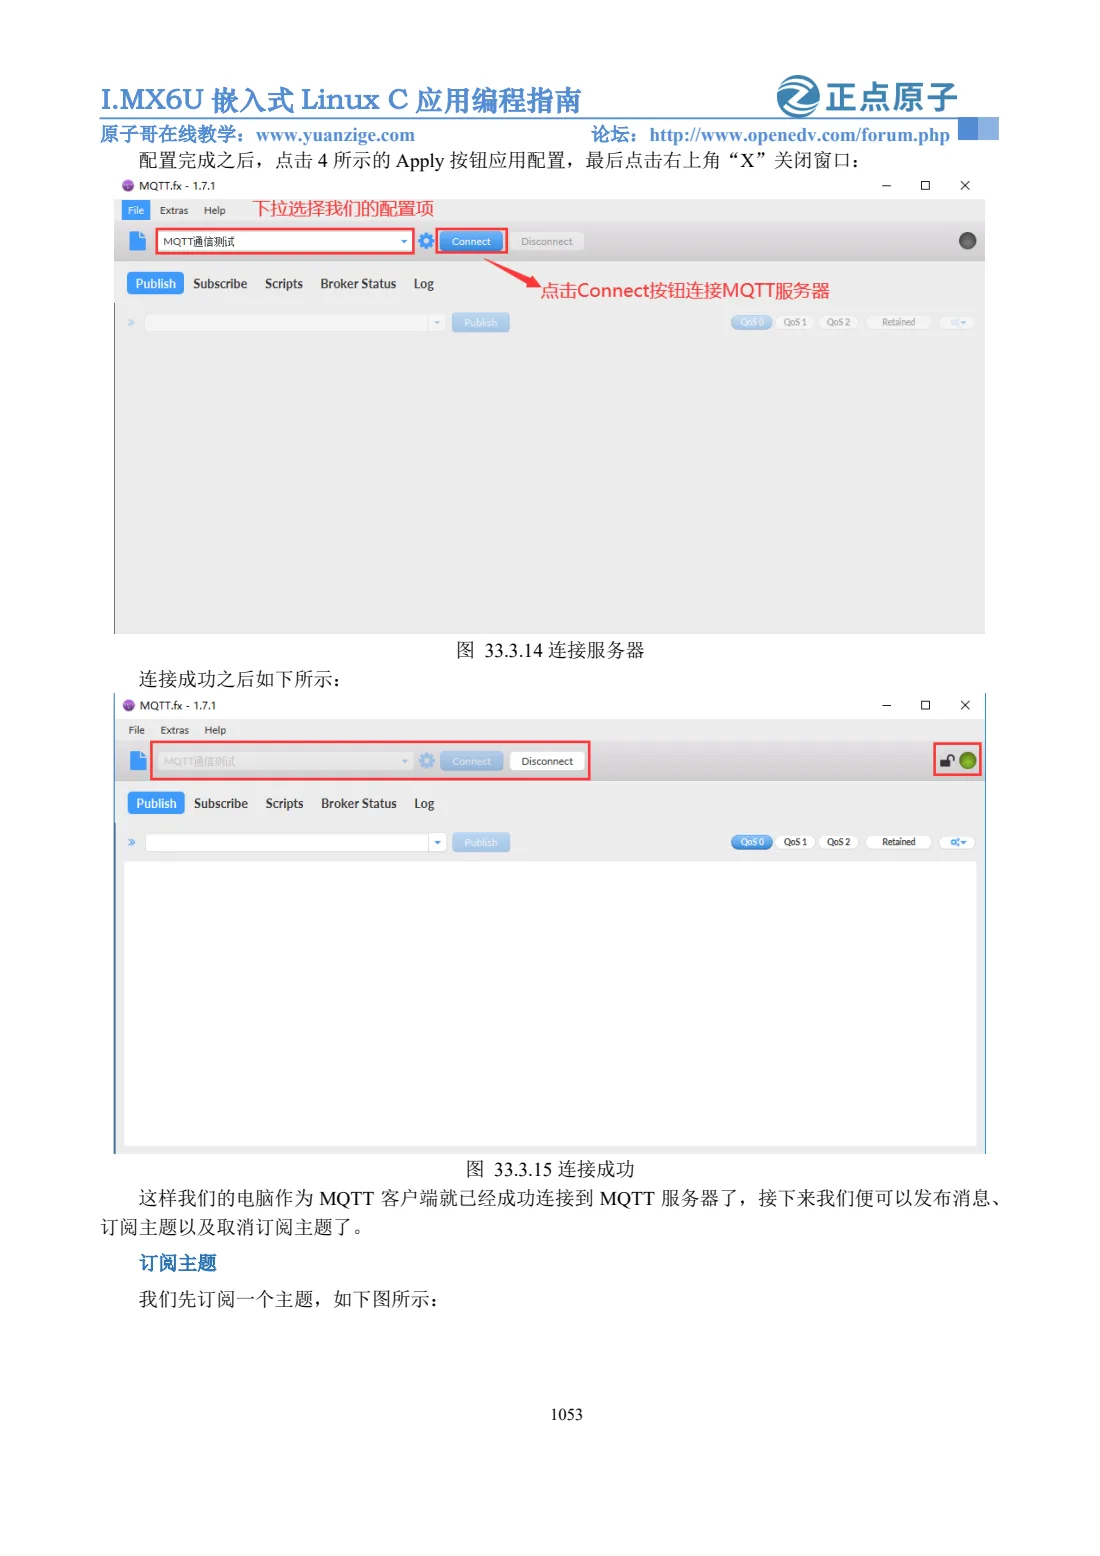 I.MX6U 嵌入式 Linux C 应用编程指南
正点原子
原子哥在线教学：www.yuanzige.com 论坛：http://www.openedv.com/forum.php
配置完成之后，点击 4 所示的 Apply 按钮应用配置，最后点击右上角“X”关闭窗口：
MQTT.fx - 1.7.1
File Extras Help 下拉选择我们的配置项
MQTT通信测试 Connect Disconnect
Publish Subscribe Scripts Broker Status Log
点击Connect按钮连接MQTT服务器
Publish QoS 0 QoS 1 QoS 2 Retained
图 33.3.14 连接服务器
连接成功之后如下所示：
MQTT.fx - 1.7.1
File Extras Help
MQTT通信测试 Connect Disconnect
Publish Subscribe Scripts Broker Status Log
Publish QoS 0 QoS 1 QoS 2 Retained
图 33.3.15 连接成功
这样我们的电脑作为 MQTT 客户端就已经成功连接到 MQTT 服务器了，接下来我们便可以发布消息、
订阅主题以及取消订阅主题了。
订阅主题
我们先订阅一个主题，如下图所示：
1053